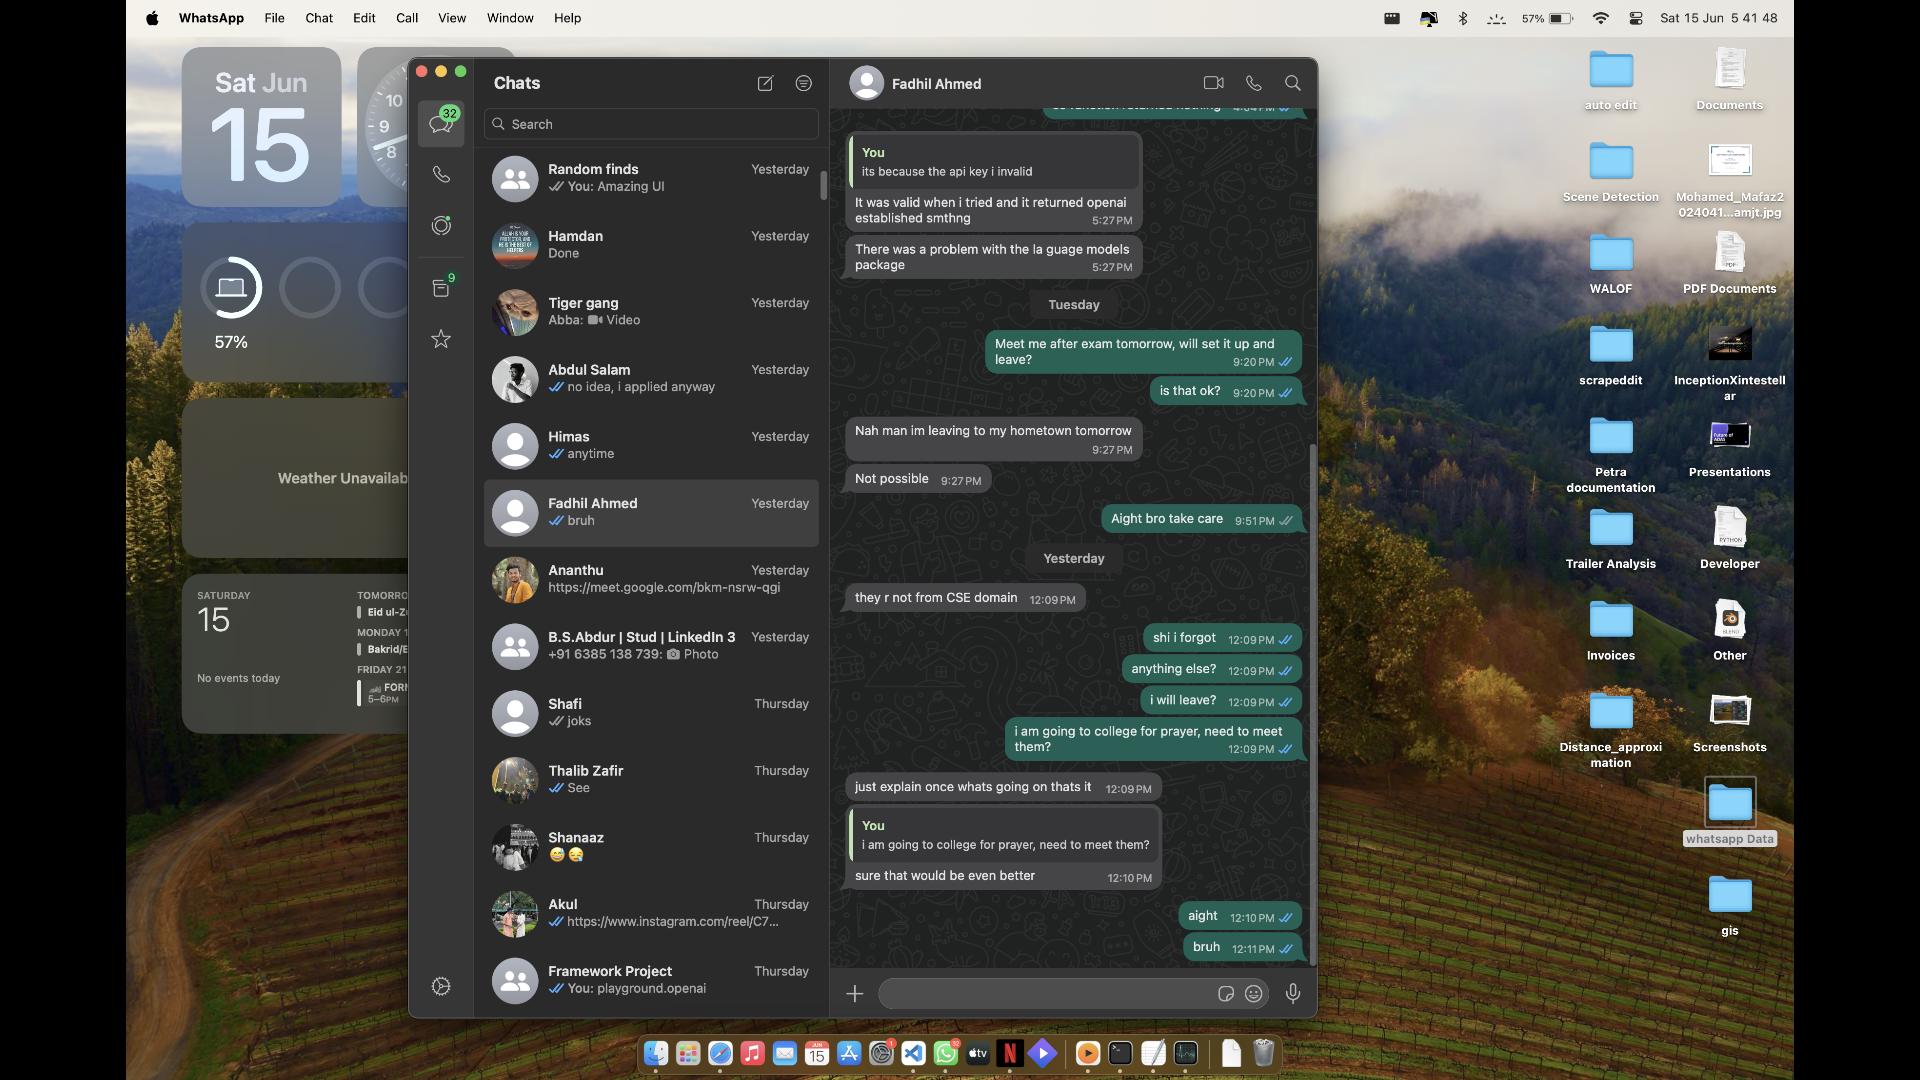 WhatsApp File Chat Edit Call View Window Help
57% Sat 15 Jun 5 41 48
Sat Jun
15
10
9
8
57%
Weather Unavailab
SATURDAY
15
No events today
TOMORRO
Eid ul-Z
MONDAY 1
Bakrid/E
FRIDAY 21
FOR
5–6PM
32
9
Chats
Search
Random finds Yesterday
You: Amazing UI
Hamdan Yesterday
Done
Tiger gang Yesterday
Abba: Video
Abdul Salam Yesterday
no idea, i applied anyway
Himas Yesterday
anytime
Fadhil Ahmed Yesterday
bruh
Ananthu Yesterday
https://meet.google.com/bkm-nsrw-qgi
B.S.Abdur | Stud | LinkedIn 3 Yesterday
+91 6385 138 739: Photo
Shafi Thursday
joks
Thalib Zafir Thursday
See
Shanaaz Thursday
😅😪
Akul Thursday
https://www.instagram.com/reel/C7...
Framework Project Thursday
You: playground.openai
Fadhil Ahmed
You
its because the api key i invalid
It was valid when i tried and it returned openai
established smthng 5:27 PM
There was a problem with the la guage models
package 5:27 PM
Tuesday
Meet me after exam tomorrow, will set it up and
leave? 9:20 PM
is that ok? 9:20 PM
Nah man im leaving to my hometown tomorrow
9:27 PM
Not possible 9:27 PM
Aight bro take care 9:51 PM
Yesterday
they r not from CSE domain 12:09 PM
shi i forgot 12:09 PM
anything else? 12:09 PM
i will leave? 12:09 PM
i am going to college for prayer, need to meet
them? 12:09 PM
just explain once whats going on thats it 12:09 PM
You
i am going to college for prayer, need to meet them?
sure that would be even better 12:10 PM
aight 12:10 PM
bruh 12:11 PM
auto edit
Documents
Scene Detection
Mohamed_Mafaz2
024041...amjt.jpg
WALOF
PDF
PDF Documents
scrapeddit
InceptionXintestell
ar
Petra
documentation
Presentations
Trailer Analysis
PYTHON
Developer
Invoices
BLEND
Other
Distance_approxi
mation
Screenshots
whatsapp Data
gis
JUN
15
1
32
tv
N